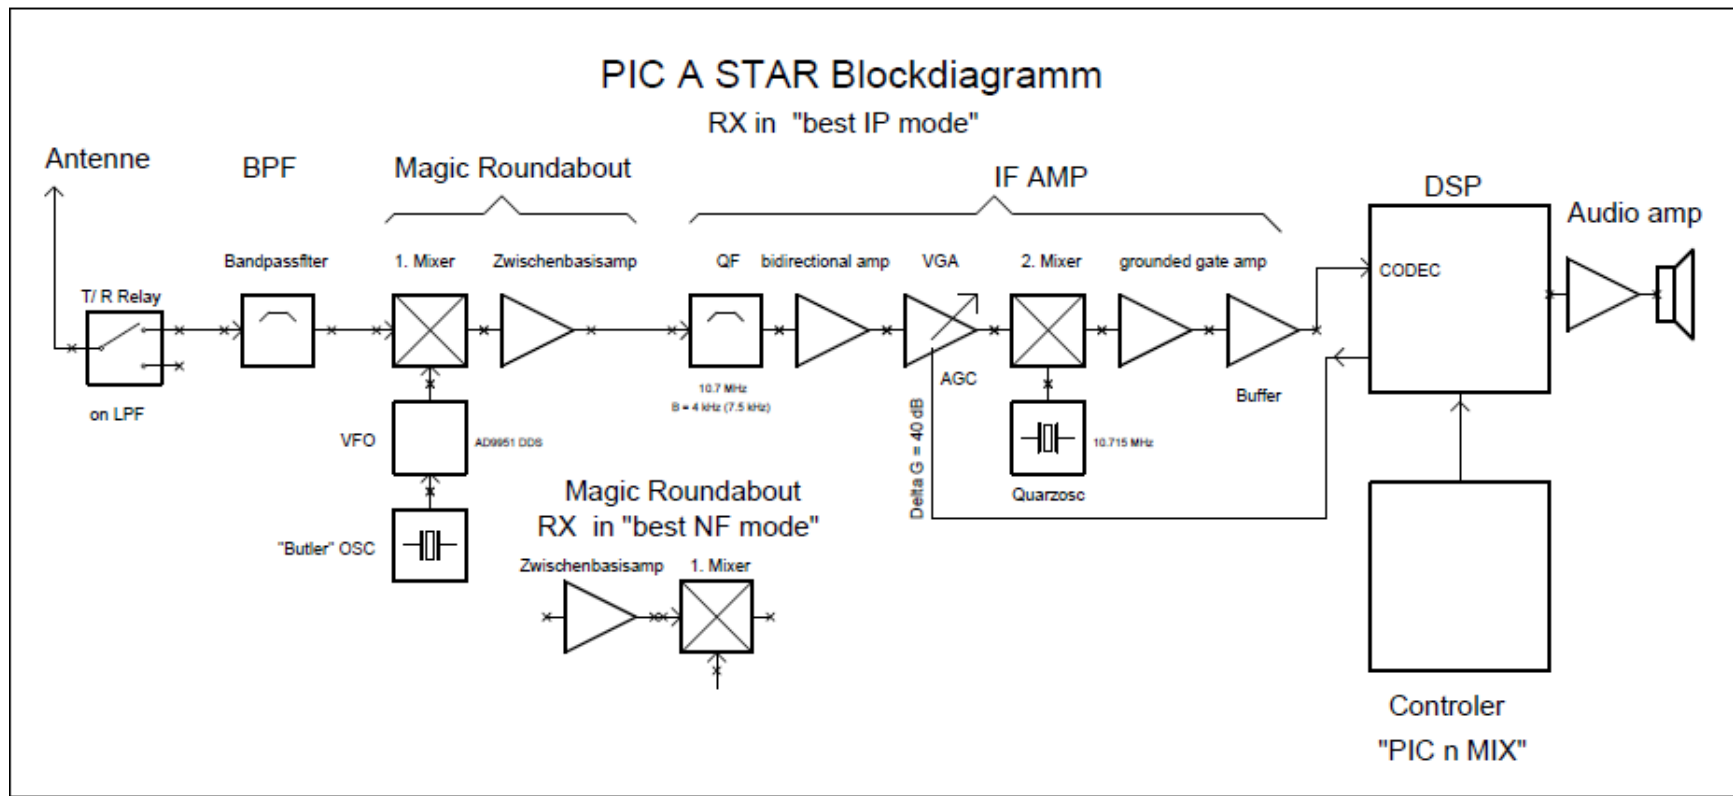 PIC A STAR Blockdiagramm
RX in "best IP mode"
Antenne
BPF
Magic Roundabout
IF AMP
DSP
Audio amp
Bandpassflter
1. Mixer
Zwischenbasisamp
QF
bidirectional amp
VGA
2. Mixer
grounded gate amp
CODEC
T/ R Relay
on LPF
10.7 MHz
B = 4 kHz (7.5 kHz)
AGC
Buffer
Delta G = 40 dB
VFO
AD9951 DDS
10.715 MHz
Quarzosc
"Butler" OSC
Magic Roundabout
RX in "best NF mode"
Zwischenbasisamp
1. Mixer
Controler
"PIC n MIX"